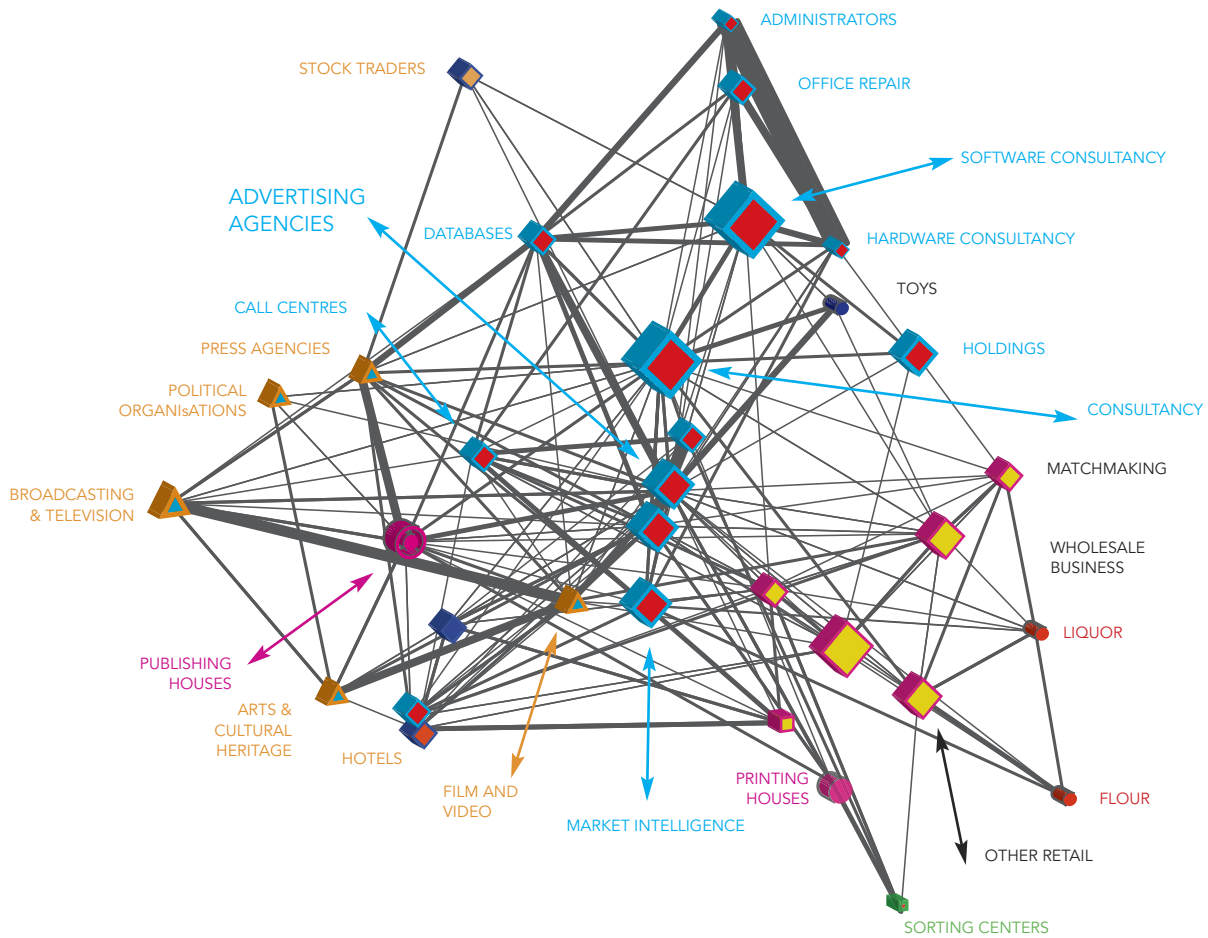 ADMINISTRATORS
STOCK TRADERS
OFFICE REPAIR
SOFTWARE CONSULTANCY
ADVERTISING
AGENCIES
DATABASES
HARDWARE CONSULTANCY
TOYS
CALL CENTRES
PRESS AGENCIES
HOLDINGS
POLITICAL
ORGANIsATIONS
CONSULTANCY
MATCHMAKING
BROADCASTING
& TELEVISION
WHOLESALE
BUSINESS
LIQUOR
PUBLISHING
HOUSES
ARTS &
CULTURAL
HERITAGE
HOTELS
FILM AND
VIDEO
PRINTING
HOUSES
FLOUR
MARKET INTELLIGENCE
OTHER RETAIL
SORTING CENTERS